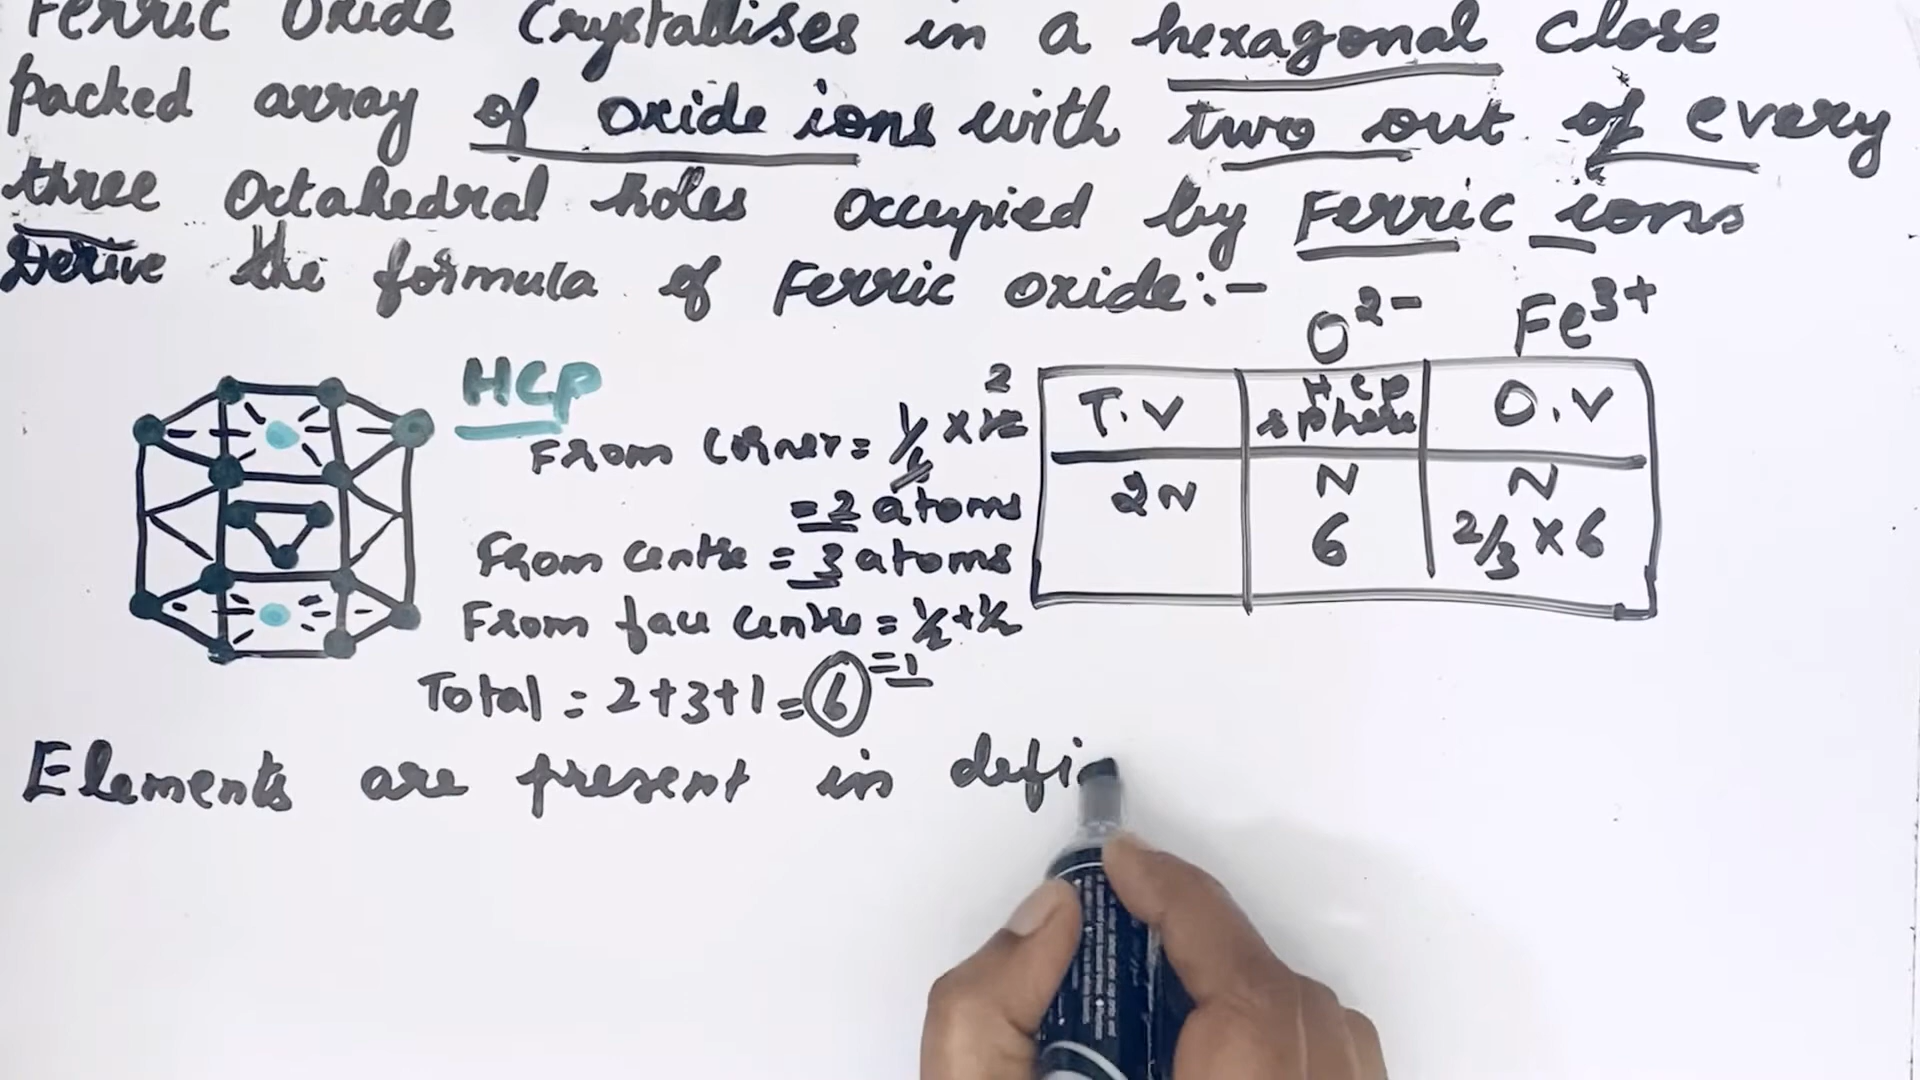 Ferric Oxide Crystallises in a hexagonal close
packed array of oxide ions with two out of every
three Octahedral holes occupied by Ferric ions
Derive the formula of Ferric oxide:-
O²⁻ Fe³⁺
HCP
T.V HCP sphere O.V
2N N N
6 2/3 × 6
From Corner = 1/6 × 12 2
= 2 atoms
From centre = 3 atoms
From face centre = 1/2 + 1/2
= 1
Total = 2+3+1 = 6
Elements are present in defi